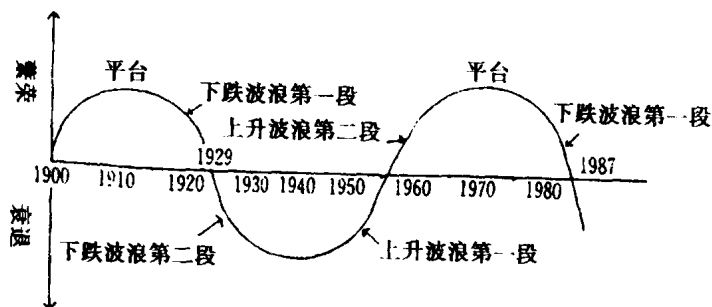 繁荣
平台
下跌波浪第一段
上升波浪第二段
平台
下跌波浪第一段
1929
1987
1900 1910 1920 1930 1940 1950 1960 1970 1980
衰退
下跌波浪第二段
上升波浪第一段